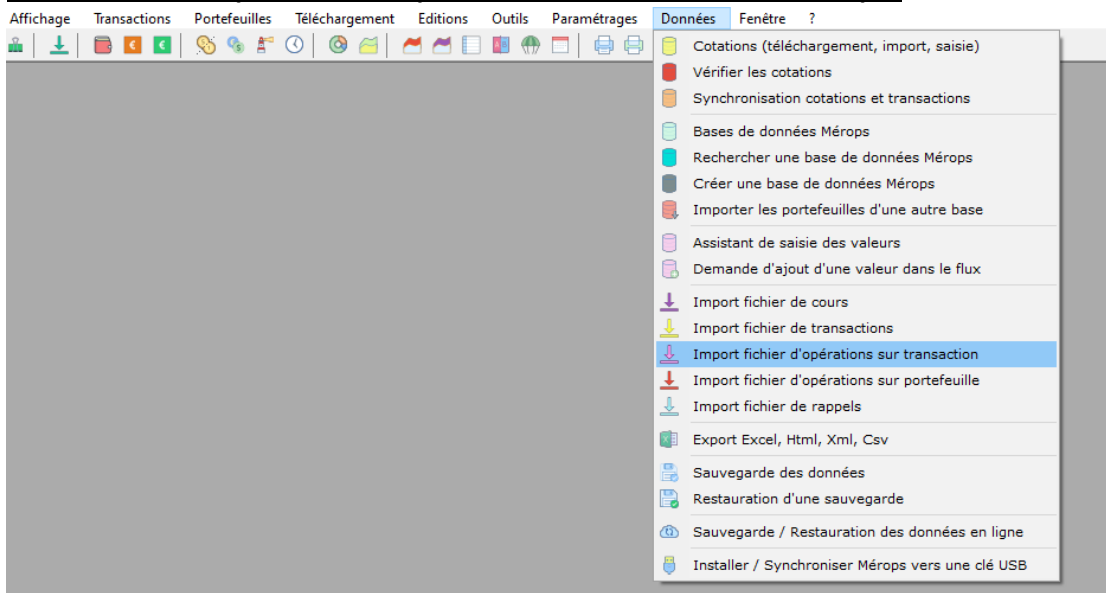 Affichage Transactions Portefeuilles Téléchargement Editions Outils Paramétrages Données Fenêtre ?
Cotations (téléchargement, import, saisie)
Vérifier les cotations
Synchronisation cotations et transactions
Bases de données Mérops
Rechercher une base de données Mérops
Créer une base de données Mérops
Importer les portefeuilles d'une autre base
Assistant de saisie des valeurs
Demande d'ajout d'une valeur dans le flux
Import fichier de cours
Import fichier de transactions
Import fichier d'opérations sur transaction
Import fichier d'opérations sur portefeuille
Import fichier de rappels
Export Excel, Html, Xml, Csv
Sauvegarde des données
Restauration d'une sauvegarde
Sauvegarde / Restauration des données en ligne
Installer / Synchroniser Mérops vers une clé USB